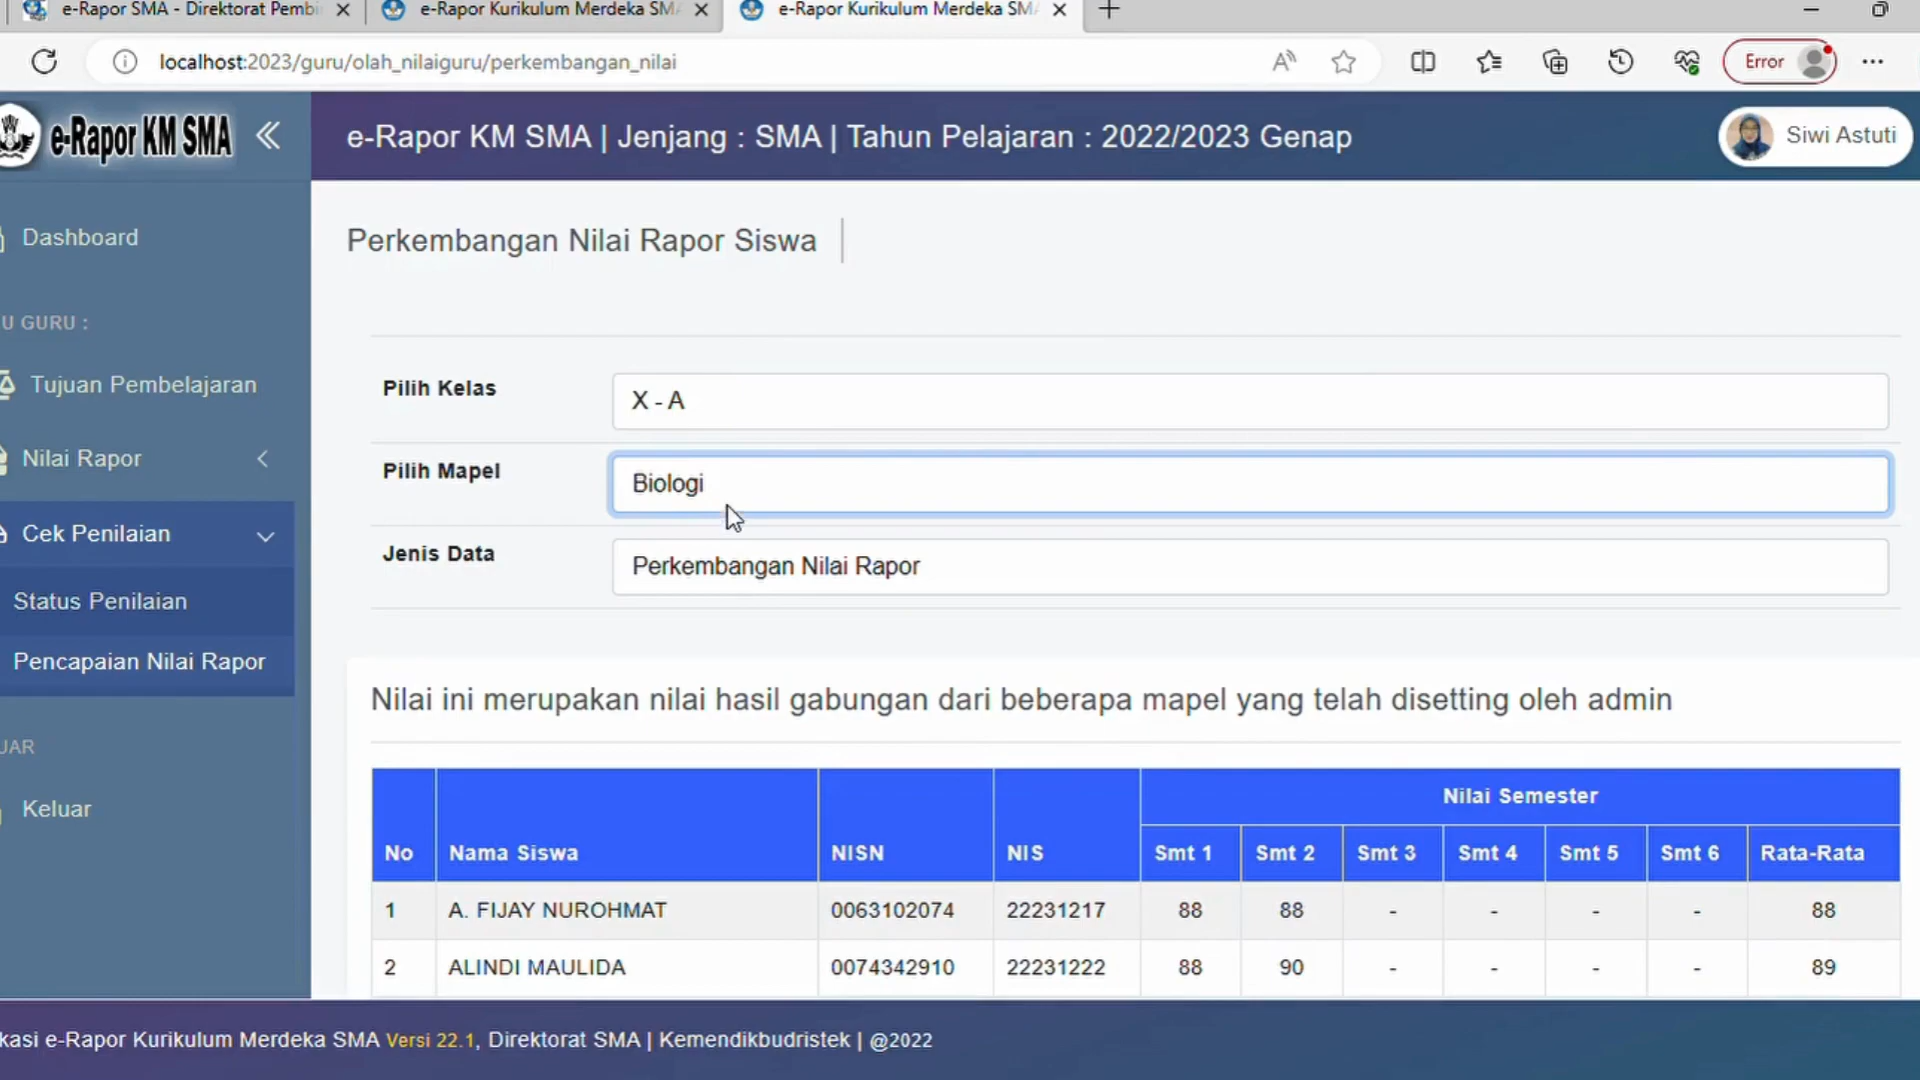 e-Rapor SMA - Direktorat Pembi
e-Rapor Kurikulum Merdeka SMA
e-Rapor Kurikulum Merdeka SMA
localhost:2023/guru/olah_nilaiguru/perkembangan_nilai
Error
e-Rapor KM SMA
e-Rapor KM SMA | Jenjang : SMA | Tahun Pelajaran : 2022/2023 Genap
Siwi Astuti
Dashboard
U GURU :
Tujuan Pembelajaran
Nilai Rapor
Cek Penilaian
Status Penilaian
Pencapaian Nilai Rapor
UAR
Keluar
Perkembangan Nilai Rapor Siswa
Pilih Kelas
X - A
Pilih Mapel
Biologi
Jenis Data
Perkembangan Nilai Rapor
Nilai ini merupakan nilai hasil gabungan dari beberapa mapel yang telah disetting oleh admin
Nilai Semester
No Nama Siswa NISN NIS Smt 1 Smt 2 Smt 3 Smt 4 Smt 5 Smt 6 Rata-Rata
1 A. FIJAY NUROHMAT 0063102074 22231217 88 88 - - - - 88
2 ALINDI MAULIDA 0074342910 22231222 88 90 - - - - 89
kasi e-Rapor Kurikulum Merdeka SMA Versi 22.1, Direktorat SMA | Kemendikbudristek | @2022